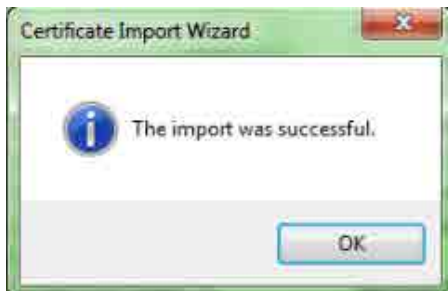 Certificate Import Wizard
The import was successful.
OK